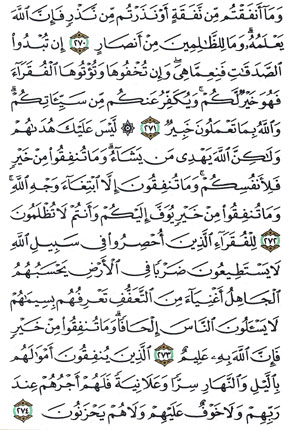 وَمَآ أَنفَقْتُم مِّن نَّفَقَةٍ أَوْ نَذَرْتُم مِّن نَّذْرٍ فَإِنَّ ٱللَّهَ
يَعْلَمُهُۥ ۗ وَمَا لِلظَّٰلِمِينَ مِنْ أَنصَارٍ ﴿٢٧٠﴾ إِن تُبْدُوا۟
ٱلصَّدَقَٰتِ فَنِعِمَّا هِىَ ۖ وَإِن تُخْفُوهَا وَتُؤْتُوهَا ٱلْفُقَرَآءَ
فَهُوَ خَيْرٌ لَّكُمْ ۚ وَيُكَفِّرُ عَنكُم مِّن سَيِّـَٔاتِكُمْ ۗ
وَٱللَّهُ بِمَا تَعْمَلُونَ خَبِيرٌ ﴿٢٧١﴾ ۞ لَّيْسَ عَلَيْكَ هُدَىٰهُمْ
وَلَٰكِنَّ ٱللَّهَ يَهْدِى مَن يَشَآءُ ۗ وَمَا تُنفِقُوا۟ مِنْ خَيْرٍ
فَلِأَنفُسِكُمْ ۚ وَمَا تُنفِقُونَ إِلَّا ٱبْتِغَآءَ وَجْهِ ٱللَّهِ ۚ
وَمَا تُنفِقُوا۟ مِنْ خَيْرٍ يُوَفَّ إِلَيْكُمْ وَأَنتُمْ لَا تُظْلَمُونَ
﴿٢٧٢﴾ لِلْفُقَرَآءِ ٱلَّذِينَ أُحْصِرُوا۟ فِى سَبِيلِ ٱللَّهِ
لَا يَسْتَطِيعُونَ ضَرْبًا فِى ٱلْأَرْضِ يَحْسَبُهُمُ
ٱلْجَاهِلُ أَغْنِيَآءَ مِنَ ٱلتَّعَفُّفِ تَعْرِفُهُم بِسِيمَٰهُمْ
لَا يَسْـَٔلُونَ ٱلنَّاسَ إِلْحَافًا ۗ وَمَا تُنفِقُوا۟ مِنْ خَيْرٍ
فَإِنَّ ٱللَّهَ بِهِۦ عَلِيمٌ ﴿٢٧٣﴾ ٱلَّذِينَ يُنفِقُونَ أَمْوَٰلَهُم
بِٱلَّيْلِ وَٱلنَّهَارِ سِرًّا وَعَلَانِيَةً فَلَهُمْ أَجْرُهُمْ عِندَ
رَبِّهِمْ وَلَا خَوْفٌ عَلَيْهِمْ وَلَا هُمْ يَحْزَنُونَ ﴿٢٧٤﴾